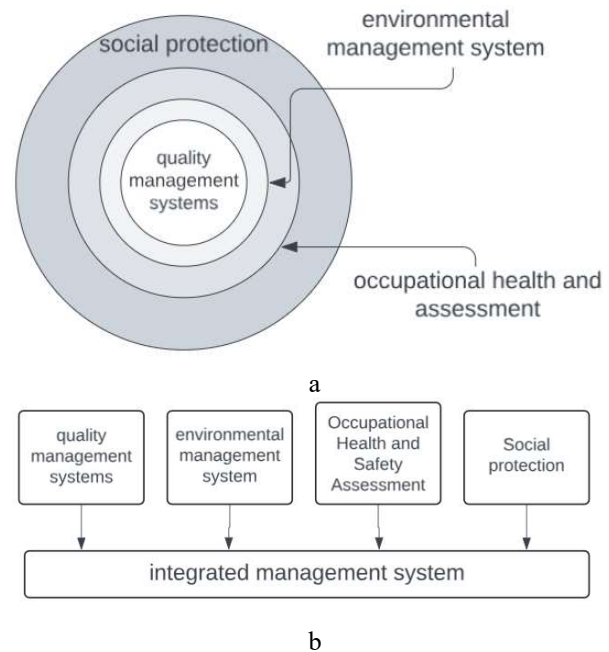 environmental
management system
social protection
quality
management
systems
occupational health and
assessment
a
quality
management
systems
environmental
management
system
Occupational
Health and
Safety
Assessment
Social
protection
integrated management system
b